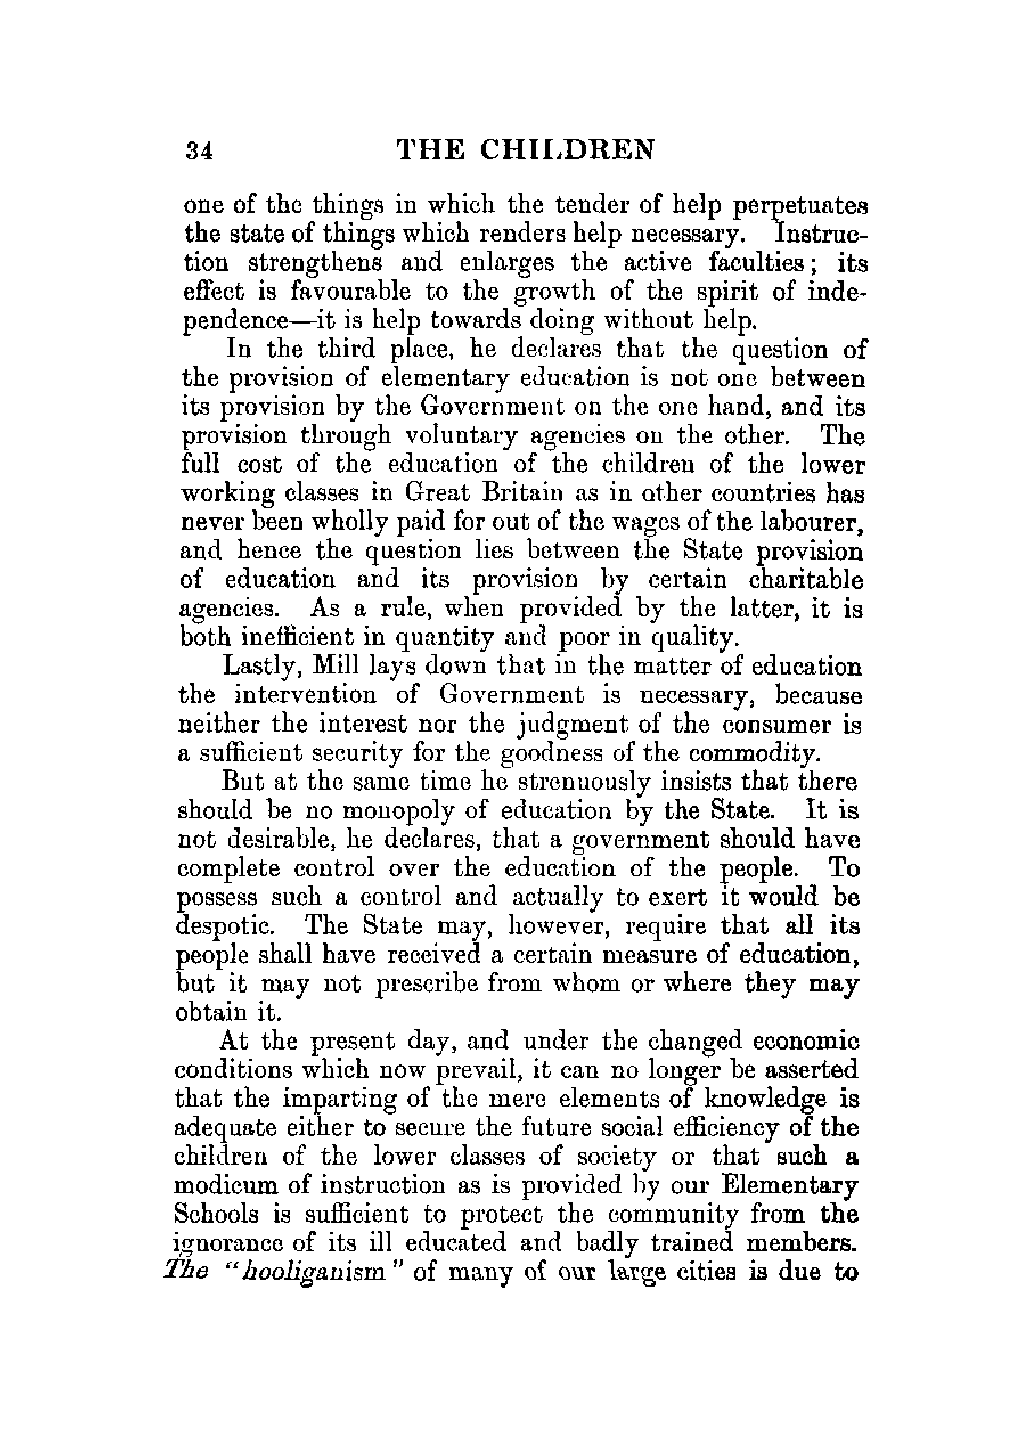 34 THE CHILDREN
one of the things in which the tender of help perpetuates
the state of things which renders help necessary. Instruc-
tion strengthens and enlarges the active faculties; its
effect is favourable to the growth of the spirit of inde-
pendence—it is help towards doing without help.
In the third place, he declares that the question of
the provision of elementary education is not one between
its provision by the Government on the one hand, and its
provision through voluntary agencies on the other. The
full cost of the education of the children of the lower
working classes in Great Britain as in other countries has
never been wholly paid for out of the wages of the labourer,
and hence the question lies between the State provision
of education and its provision by certain charitable
agencies. As a rule, when provided by the latter, it is
both inefficient in quantity and poor in quality.
Lastly, Mill lays down that in the matter of education
the intervention of Government is necessary, because
neither the interest nor the judgment of the consumer is
a sufficient security for the goodness of the commodity.
But at the same time he strenuously insists that there
should be no monopoly of education by the State. It is
not desirable, he declares, that a government should have
complete control over the education of the people. To
possess such a control and actually to exert it would be
despotic. The State may, however, require that all its
people shall have received a certain measure of education,
but it may not prescribe from whom or where they may
obtain it.
At the present day, and under the changed economic
conditions which now prevail, it can no longer be asserted
that the imparting of the mere elements of knowledge is
adequate either to secure the future social efficiency of the
children of the lower classes of society or that such a
modicum of instruction as is provided by our Elementary
Schools is sufficient to protect the community from the
ignorance of its ill educated and badly trained members.
The "hooliganism" of many of our large cities is due to